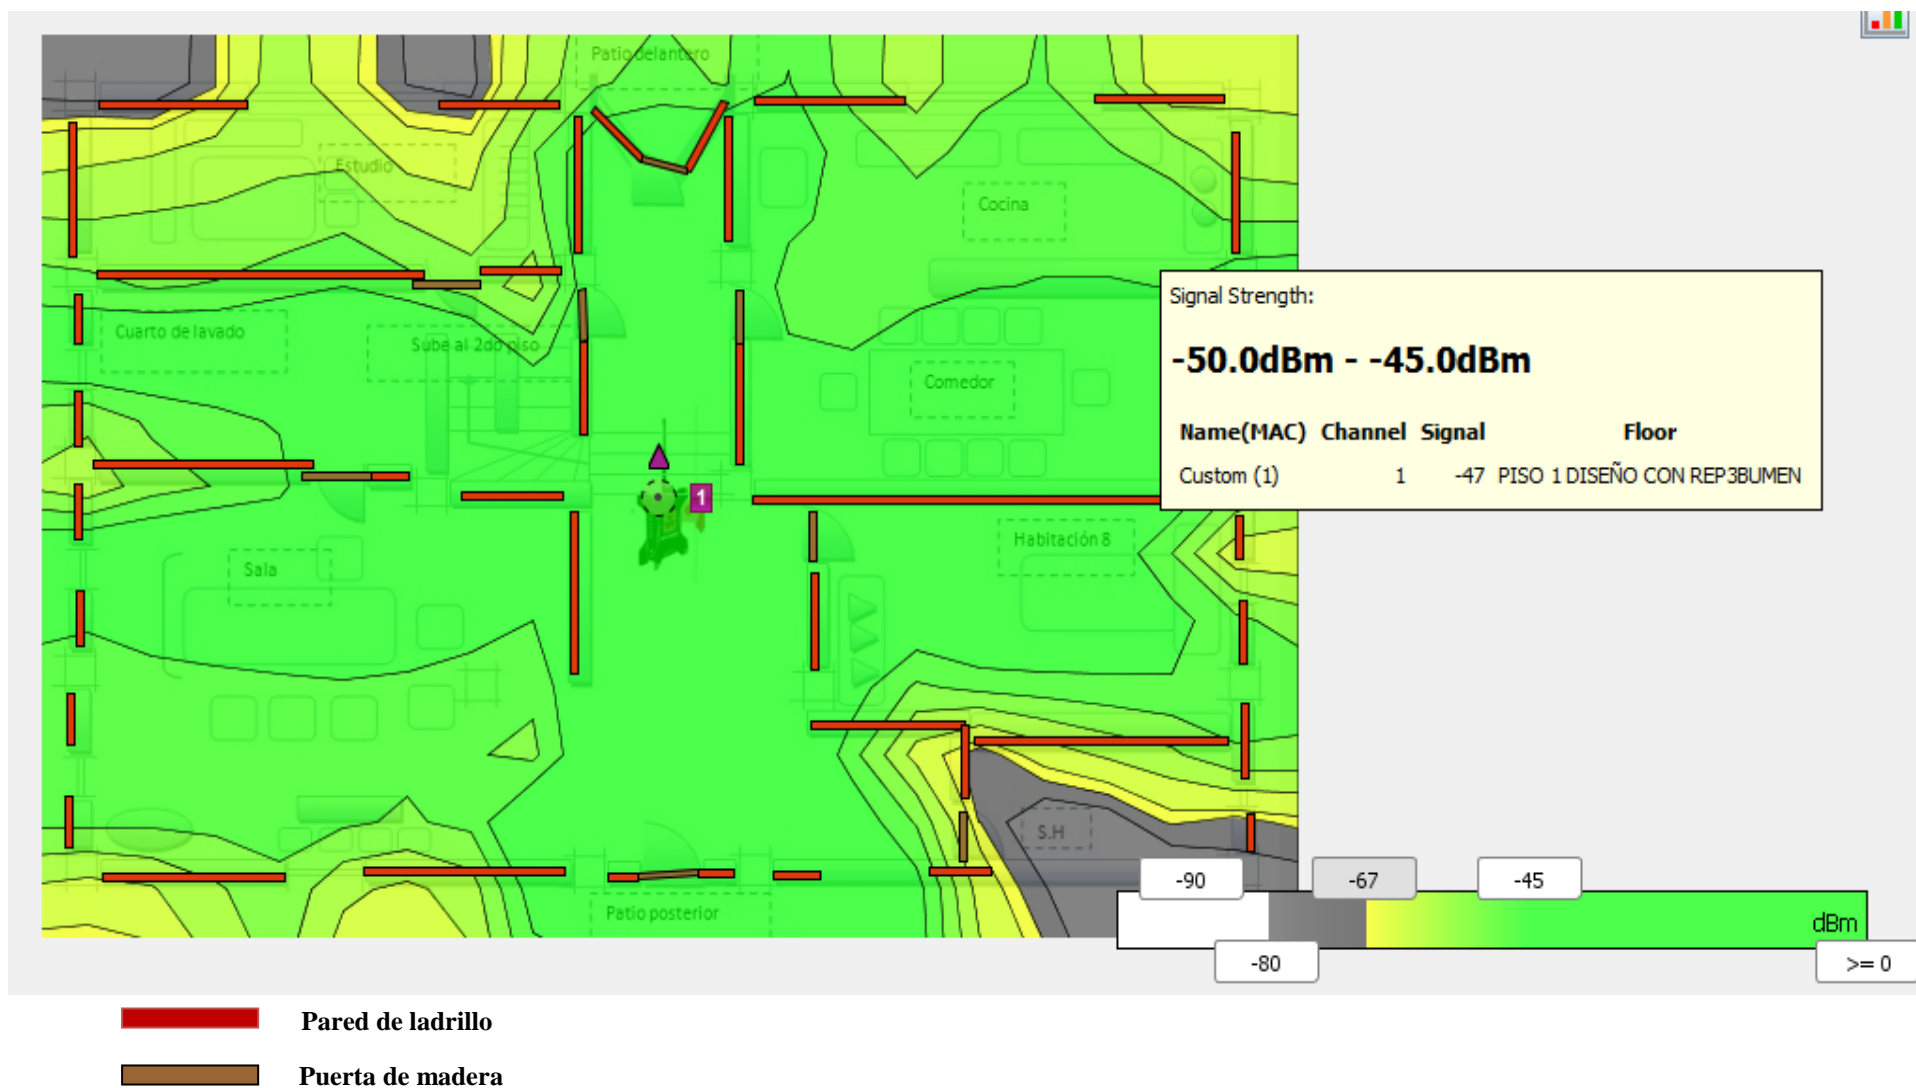 Patio delantero
Estudio
Cocina
Cuarto de lavado
Sube al 2do piso
Comedor
Signal Strength:
-50.0dBm - -45.0dBm
Name(MAC) Channel Signal Floor
Custom (1) 1 -47 PISO 1 DISEÑO CON REP3BUMEN
1
Habitación 8
Sala
S.H
Patio posterior
-90 -67 -45
dBm
-80 >= 0
Pared de ladrillo
Puerta de madera